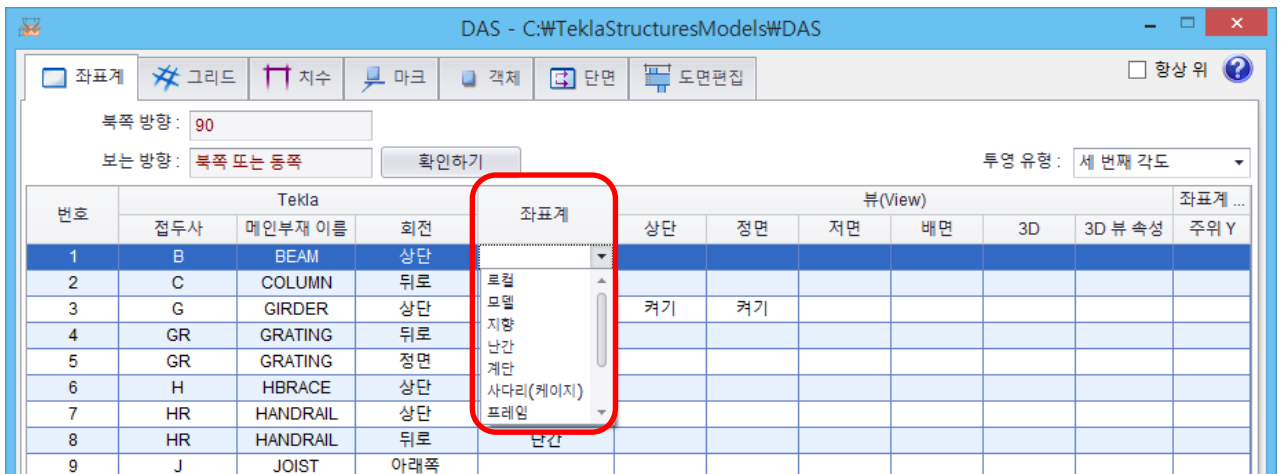 DAS - C:₩TeklaStructuresModels₩DAS
좌표계 그리드 치수 마크 객체 단면 도면편집 항상 위
북쪽 방향 : 90
보는 방향 : 북쪽 또는 동쪽 확인하기 투영 유형 : 세 번째 각도
번호 Tekla 좌표계 뷰(View) 좌표계 ...
접두사 메인부재 이름 회전 상단 정면 저면 배면 3D 3D 뷰 속성 주위 Y
1 B BEAM 상단
2 C COLUMN 뒤로 로컬
3 G GIRDER 상단 모델 켜기 켜기
4 GR GRATING 뒤로 지향
난간
5 GR GRATING 정면 계단
6 H HBRACE 상단 사다리(케이지)
7 HR HANDRAIL 상단 프레임
8 HR HANDRAIL 뒤로 난간
9 J JOIST 아래쪽